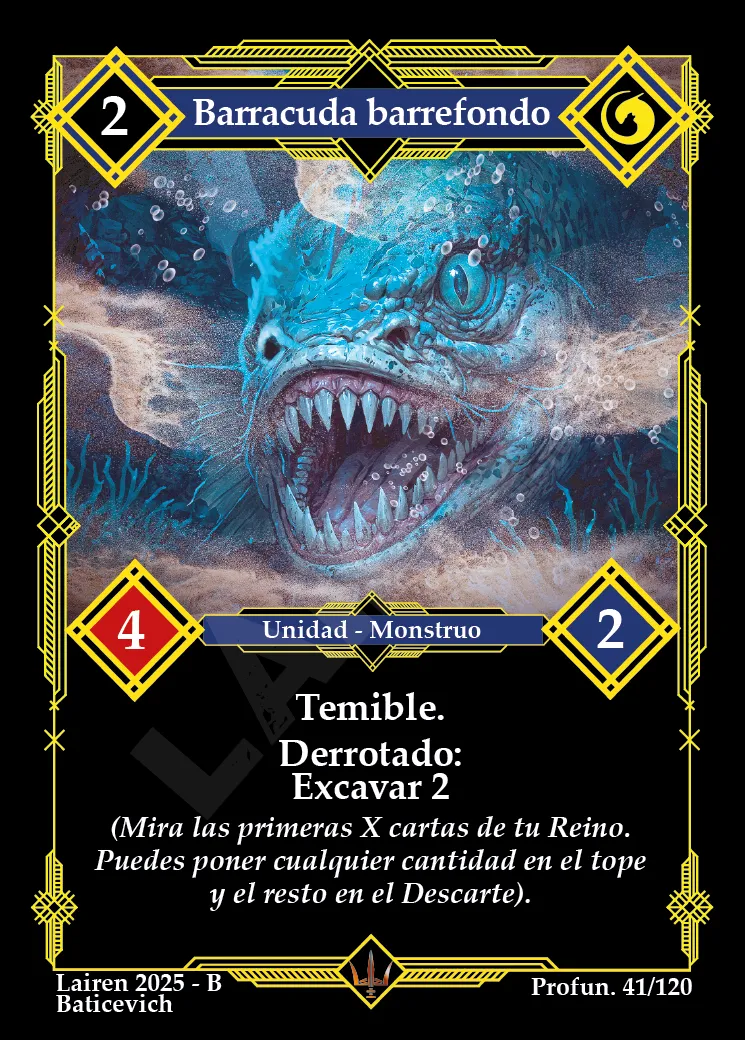 2
Barracuda barrefondo
4
Unidad - Monstruo
2
Temible.
Derrotado:
Excavar 2
(Mira las primeras X cartas de tu Reino.
Puedes poner cualquier cantidad en el tope
y el resto en el Descarte).
Lairen 2025 - B
Baticevich
Profun. 41/120